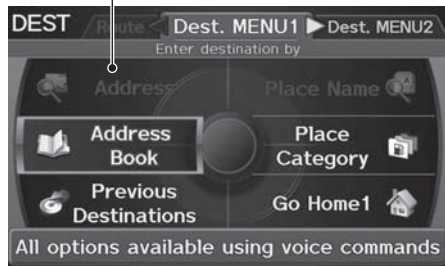 DEST
Route
Dest. MENU1
Dest. MENU2
Enter destination by
Address
Place Name
Address
Book
Place
Category
Previous
Destinations
Go Home1
All options available using voice commands